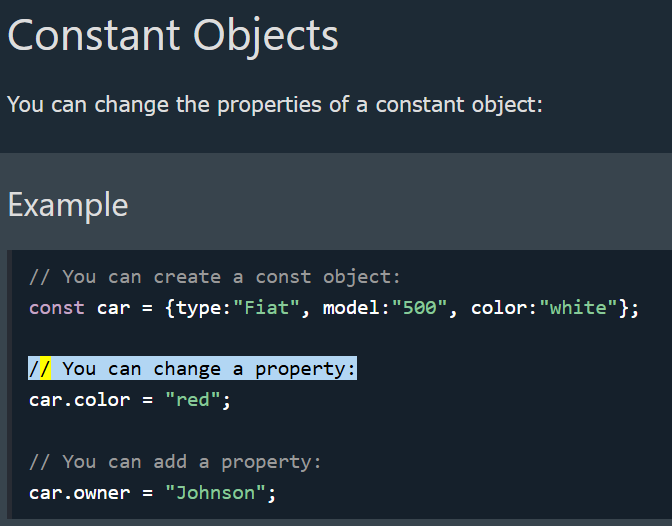 Constant Objects
You can change the properties of a constant object:
Example
// You can create a const object:
const car = {type:"Fiat", model:"500", color:"white"};
// You can change a property:
car.color = "red";
// You can add a property:
car.owner = "Johnson";